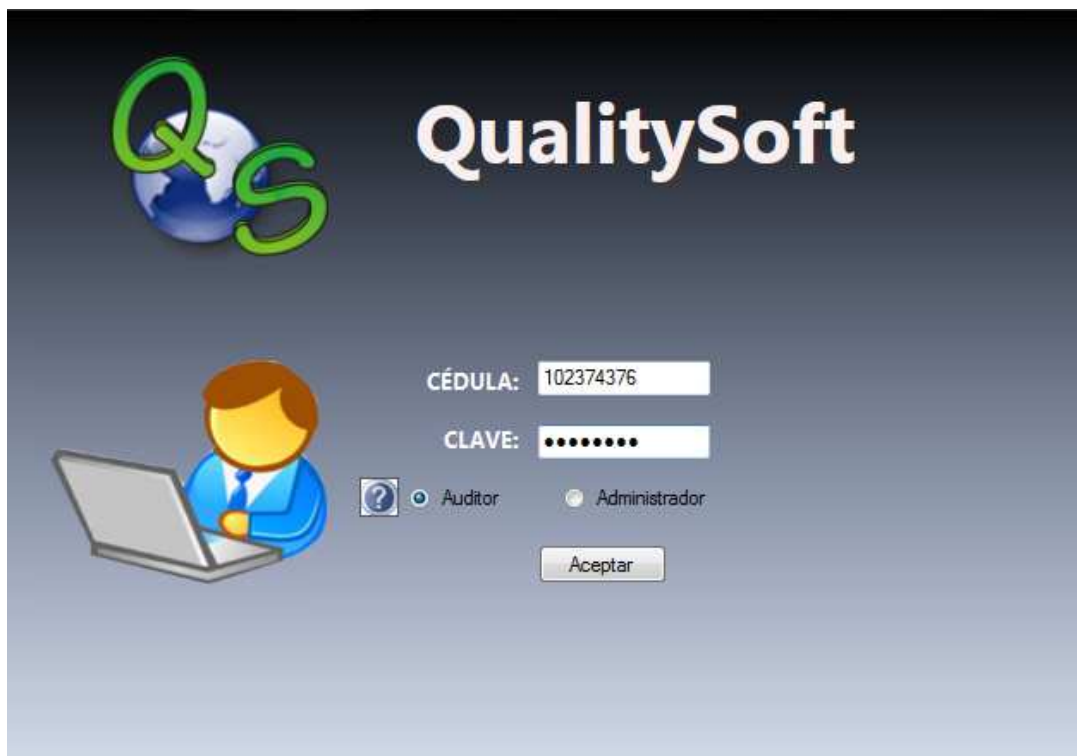 QS
QualitySoft
CÉDULA: 102374376
CLAVE: ●●●●●●●●
? Auditor Administrador
Aceptar